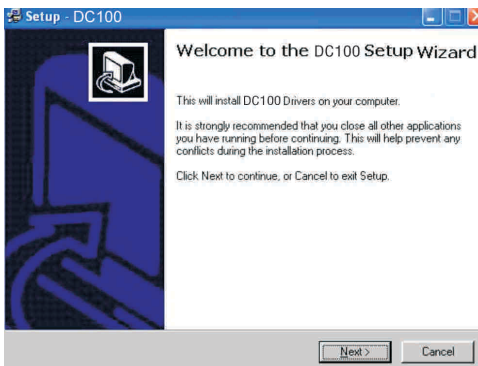 Setup - DC100
Welcome to the DC100 Setup Wizard
This will install DC100 Drivers on your computer.
It is strongly recommended that you close all other applications
you have running before continuing. This will help prevent any
conflicts during the installation process.
Click Next to continue, or Cancel to exit Setup.
Next >
Cancel